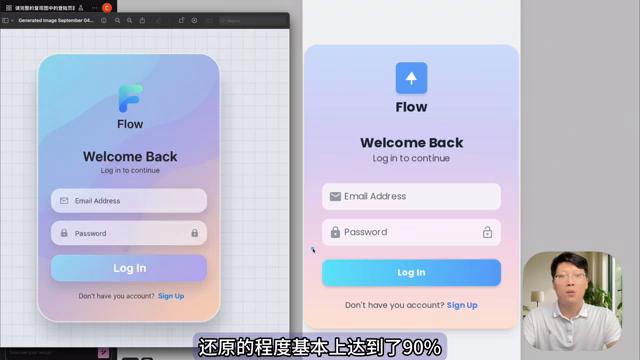 请完整的复现图中的登陆页面
C
Generated Image September 04...
Flow
Welcome Back
Log in to continue
Email Address
Password
Log In
Don't have you account? Sign Up
Flow
Welcome Back
Log in to continue
Email Address
Password
Log In
Don't have you account? Sign Up
还原的程度基本上达到了90%